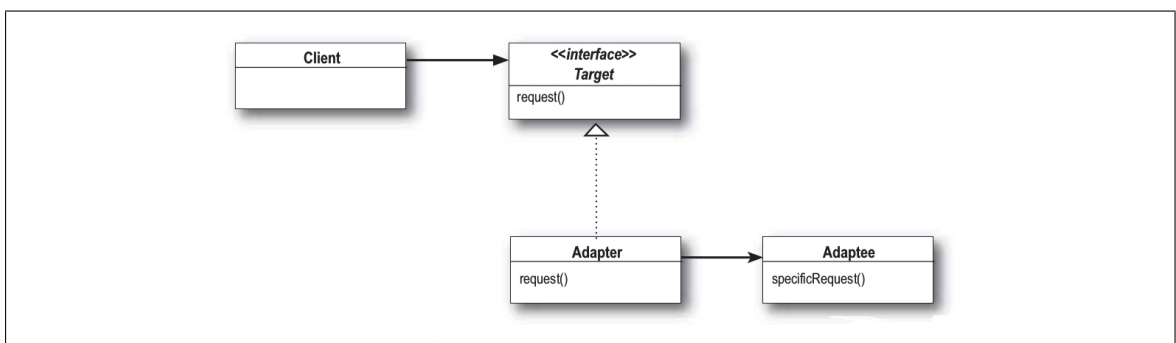 Client
<<interface>>
Target
request()
Adapter
request()
Adaptee
specificRequest()